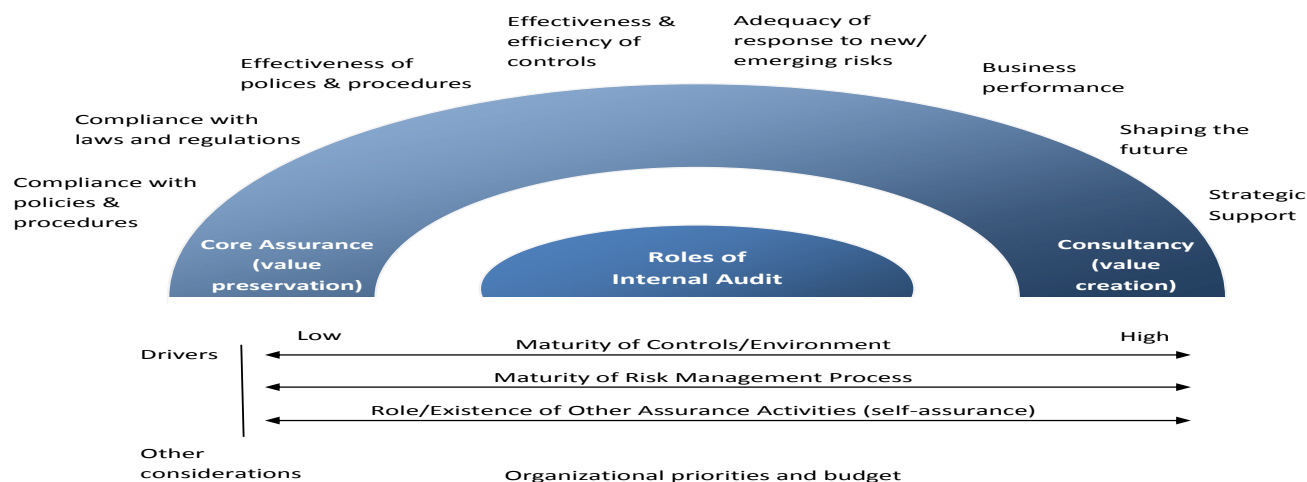 Effectiveness &
efficiency of
controls
Adequacy of
response to new/
emerging risks
Effectiveness of
polices & procedures
Business
performance
Compliance with
laws and regulations
Shaping the
future
Compliance with
policies &
procedures
Strategic
Support
Core Assurance
(value
preservation)
Roles of
Internal Audit
Consultancy
(value
creation)
Low
High
Drivers
Maturity of Controls/Environment
Maturity of Risk Management Process
Role/Existence of Other Assurance Activities (self-assurance)
Other
considerations
Organizational priorities and budget